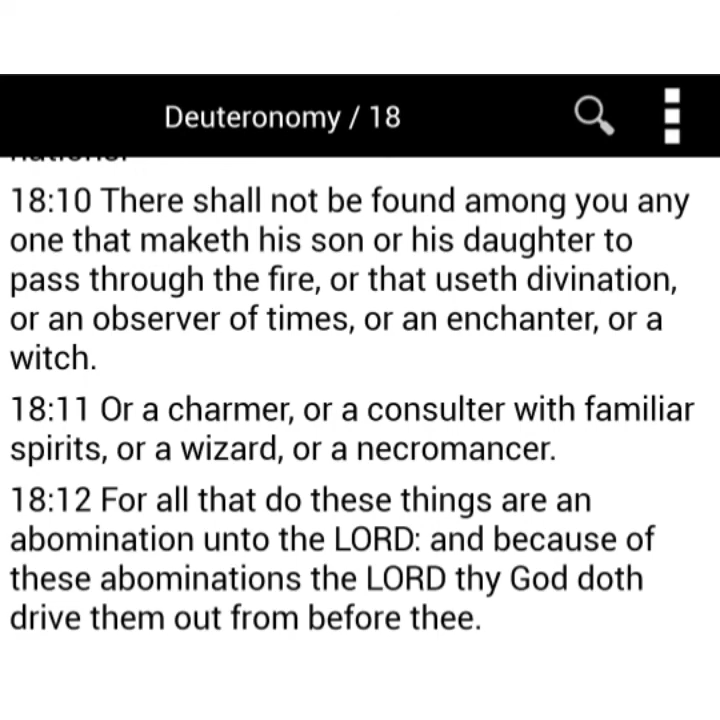 Deuteronomy / 18
18:10 There shall not be found among you any
one that maketh his son or his daughter to
pass through the fire, or that useth divination,
or an observer of times, or an enchanter, or a
witch.
18:11 Or a charmer, or a consulter with familiar
spirits, or a wizard, or a necromancer.
18:12 For all that do these things are an
abomination unto the LORD: and because of
these abominations the LORD thy God doth
drive them out from before thee.